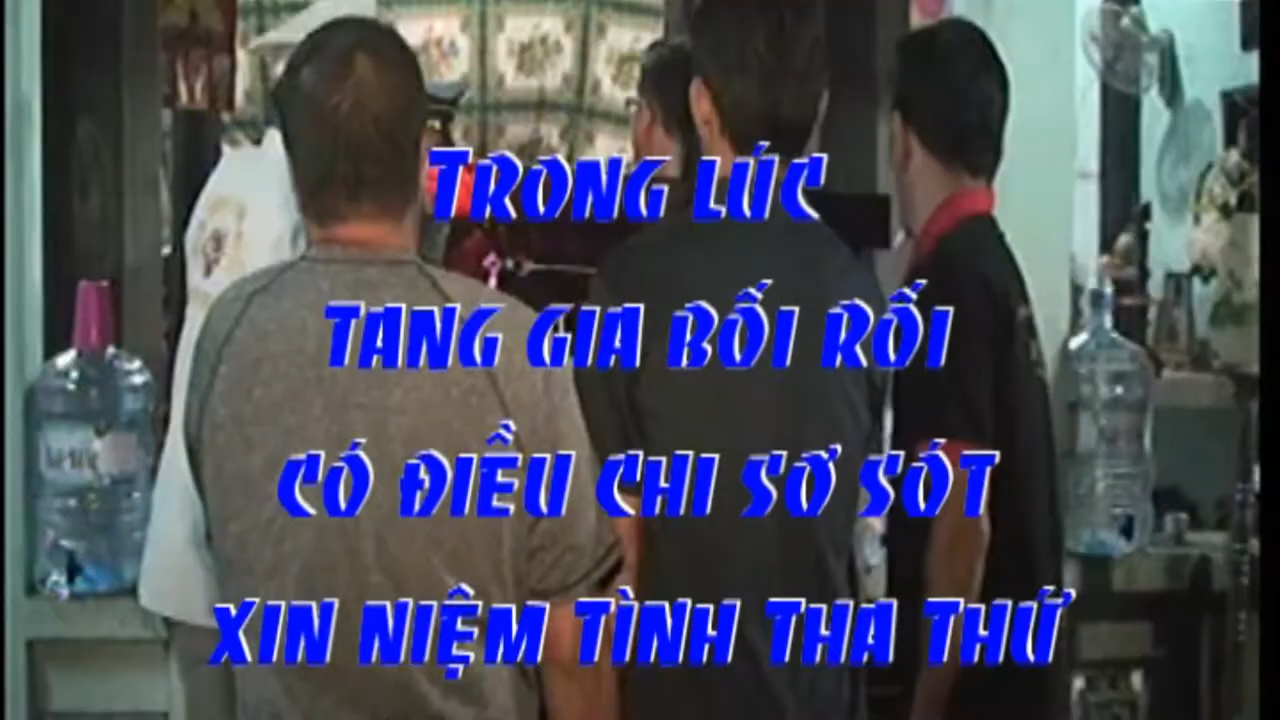 TRONG LÚC
TANG GIA BỐI RỐI
CÓ ĐIỀU CHI SƠ SÓT
XIN NIỆM TÌNH THA THỨ